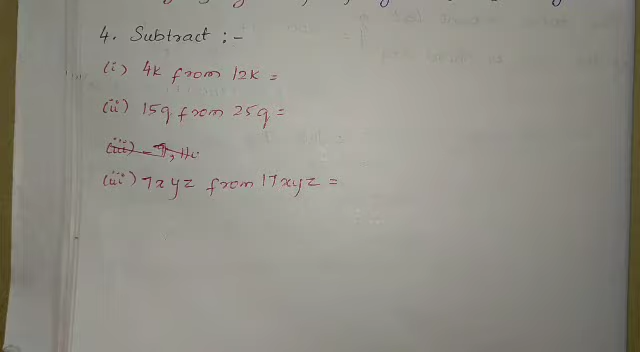 4. Subtract :-
(i) 4k from 12k =
(ii) 15q from 25q =
(iii) 7xyz from 17xyz =